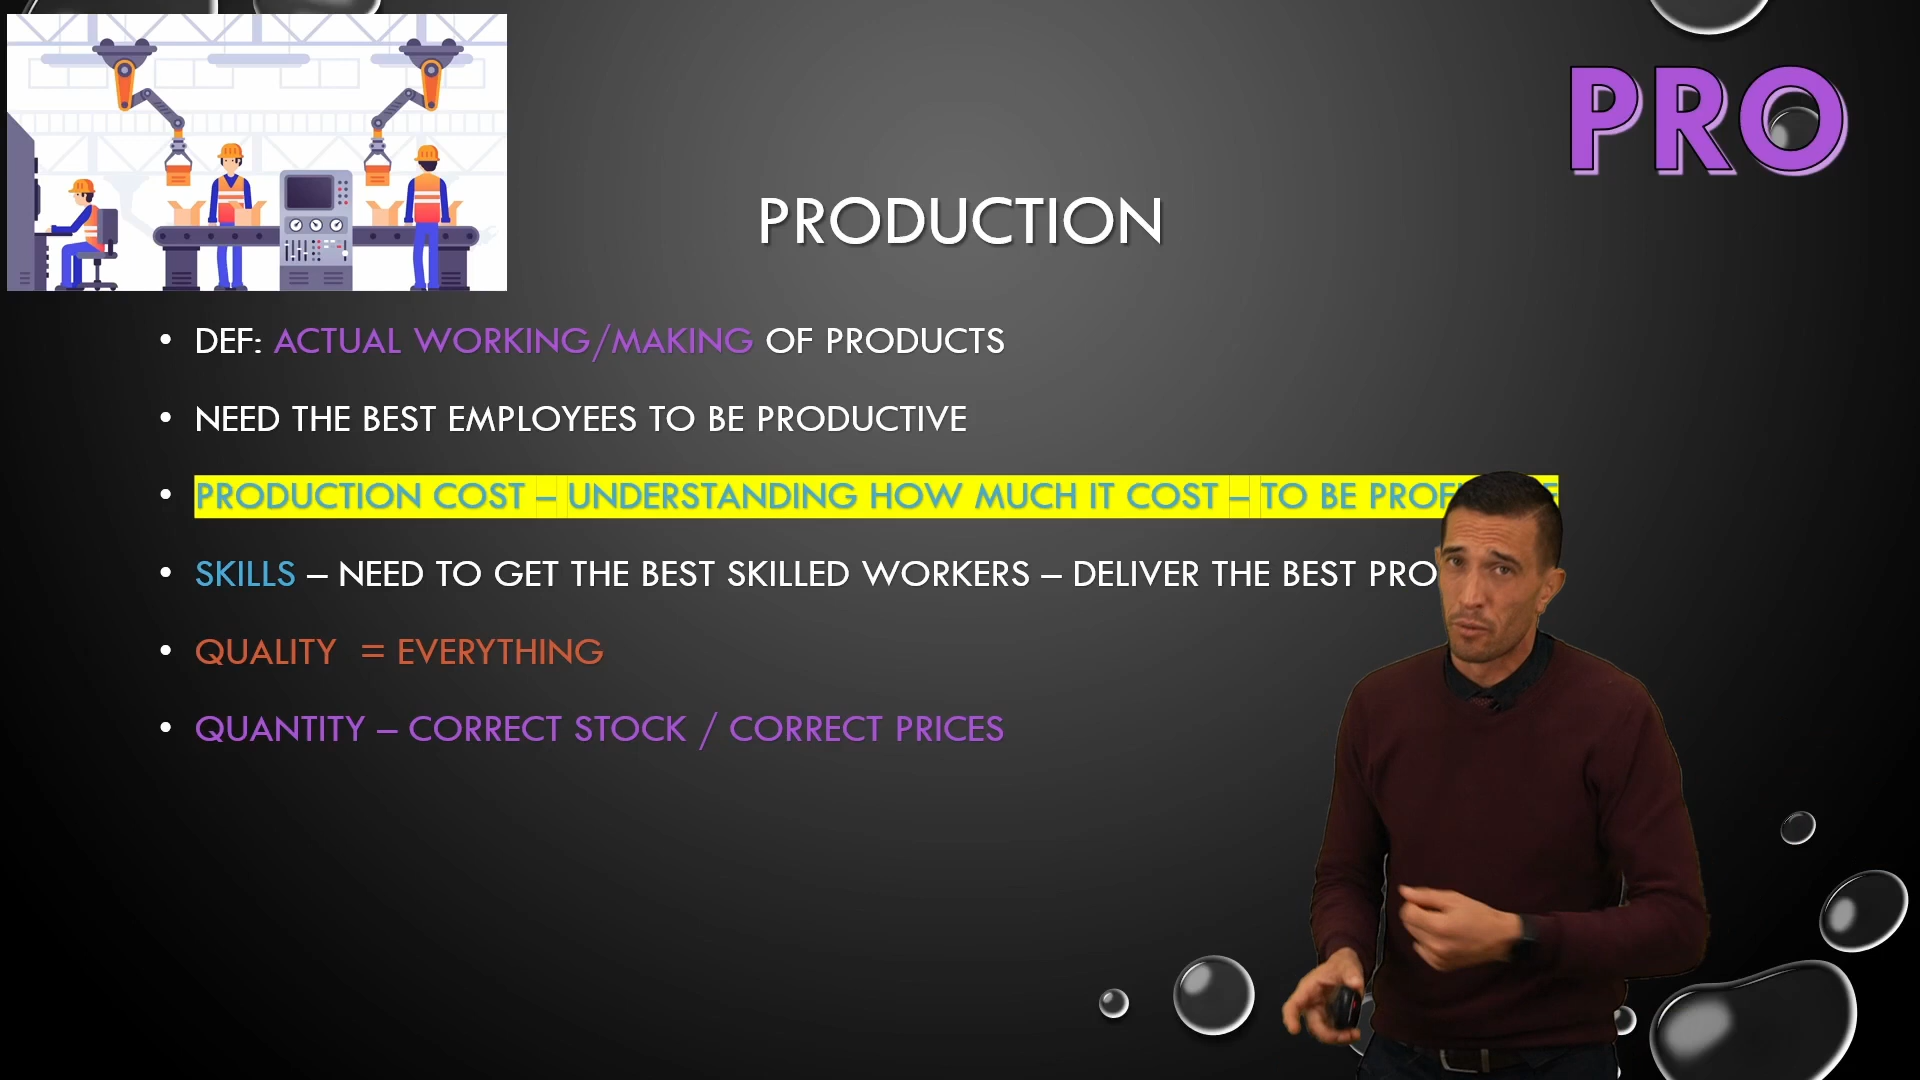 PRO
PRODUCTION
• DEF: ACTUAL WORKING/MAKING OF PRODUCTS
• NEED THE BEST EMPLOYEES TO BE PRODUCTIVE
• PRODUCTION COST – UNDERSTANDING HOW MUCH IT COST – TO BE
• SKILLS – NEED TO GET THE BEST SKILLED WORKERS – DELIVER THE BEST
• QUALITY = EVERYTHING
• QUANTITY – CORRECT STOCK / CORRECT PRICES